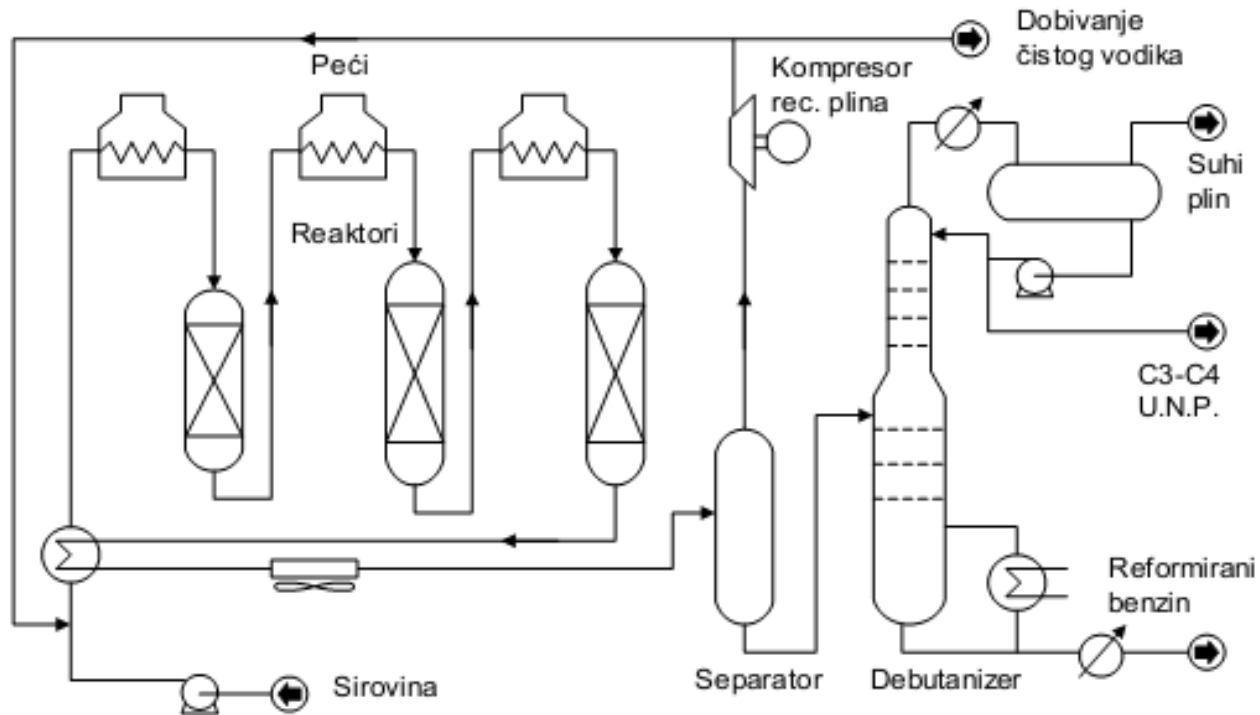 Dobivanje
čistog vodika
Peći
Kompresor
rec. plina
Suhi
plin
Reaktori
C3-C4
U.N.P.
Reformirani
benzin
Separator
Debutanizer
Sirovina